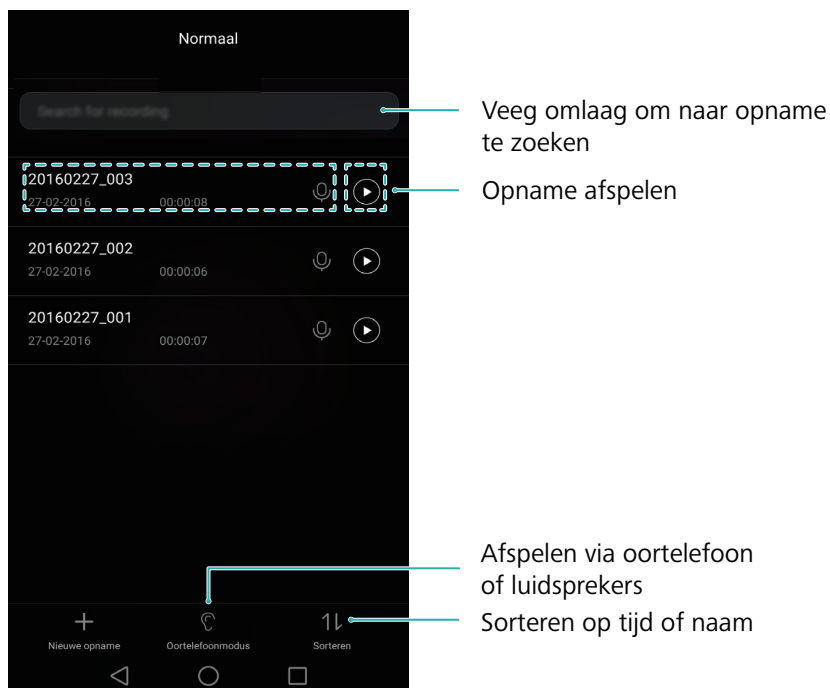 Normaal
Search for recording
Veeg omlaag om naar opname
te zoeken
20160227_003
27-02-2016 00:00:08
Opname afspelen
20160227_002
27-02-2016 00:00:06
20160227_001
27-02-2016 00:00:07
Afspelen via oortelefoon
of luidsprekers
Sorteren op tijd of naam
Nieuwe opname Oortelefoonmodus Sorteren